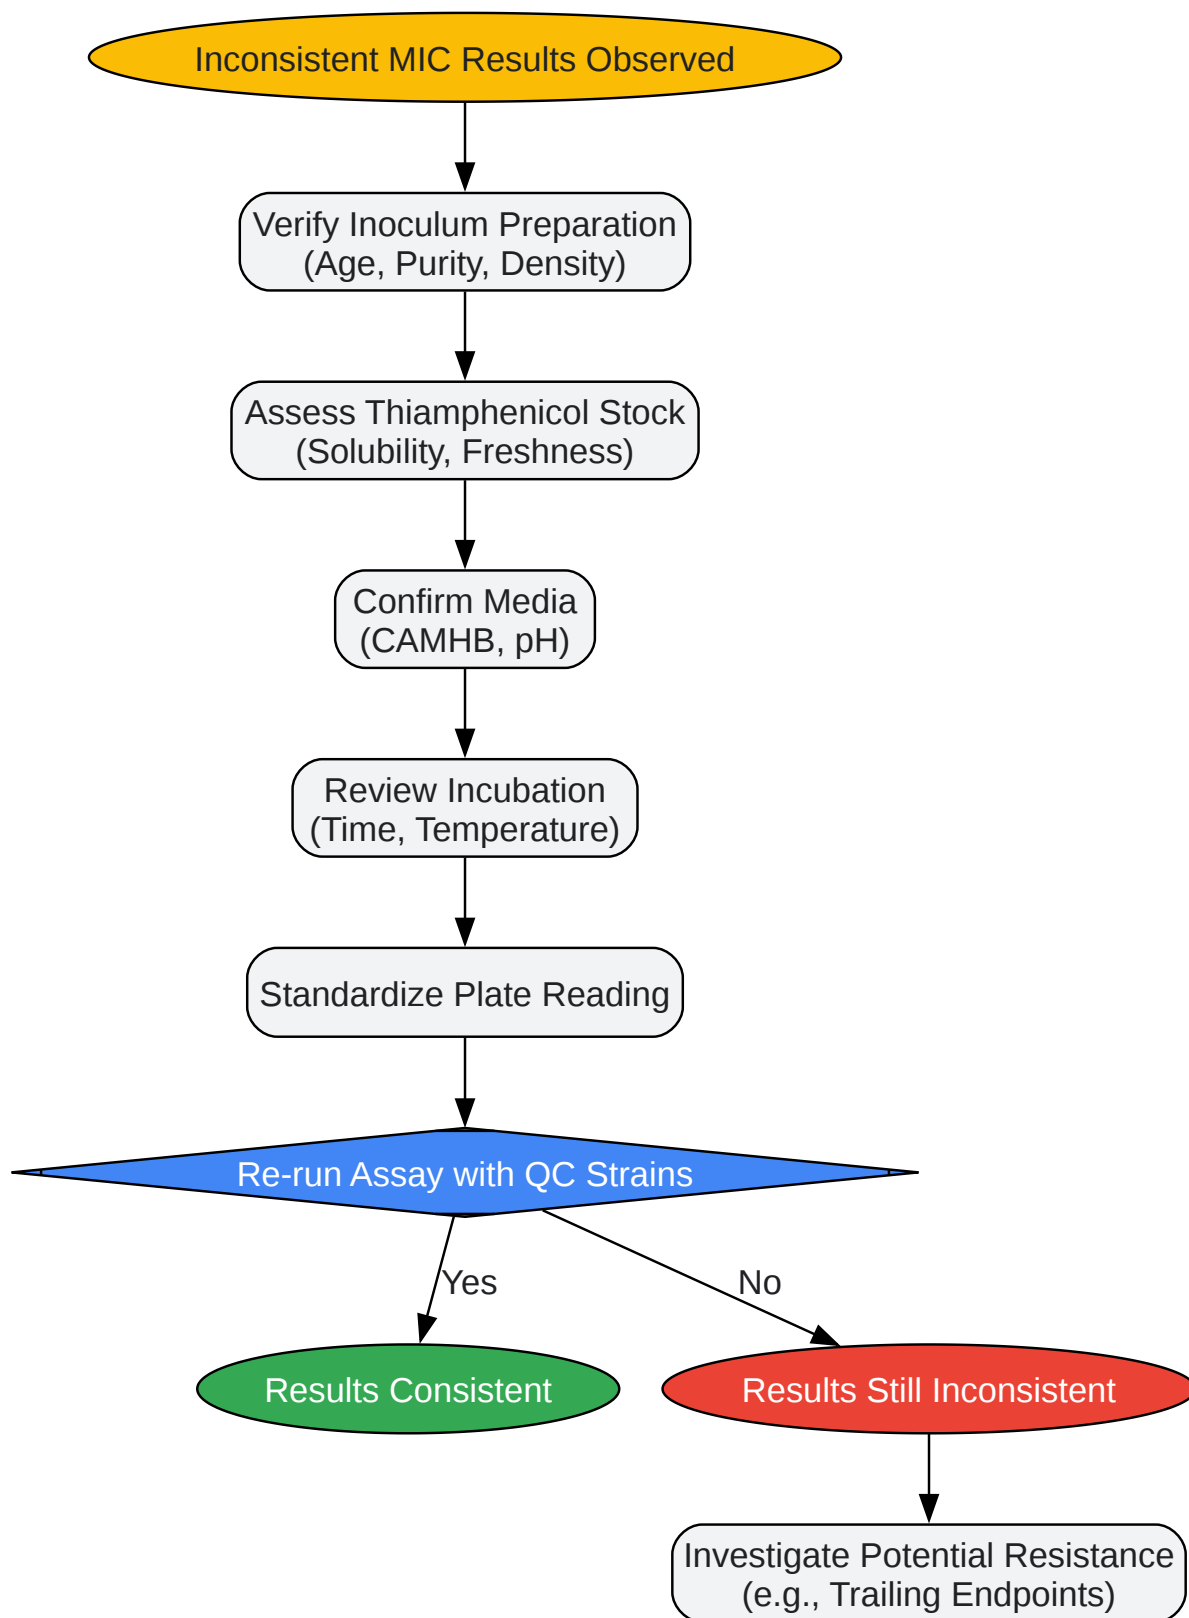 Inconsistent MIC Results Observed
Verify Inoculum Preparation
(Age, Purity, Density)
Assess Thiamphenicol Stock
(Solubility, Freshness)
Confirm Media
(CAMHB, pH)
Review Incubation
(Time, Temperature)
Standardize Plate Reading
Re-run Assay with QC Strains
Yes
No
Results Consistent
Results Still Inconsistent
Investigate Potential Resistance
(e.g., Trailing Endpoints)